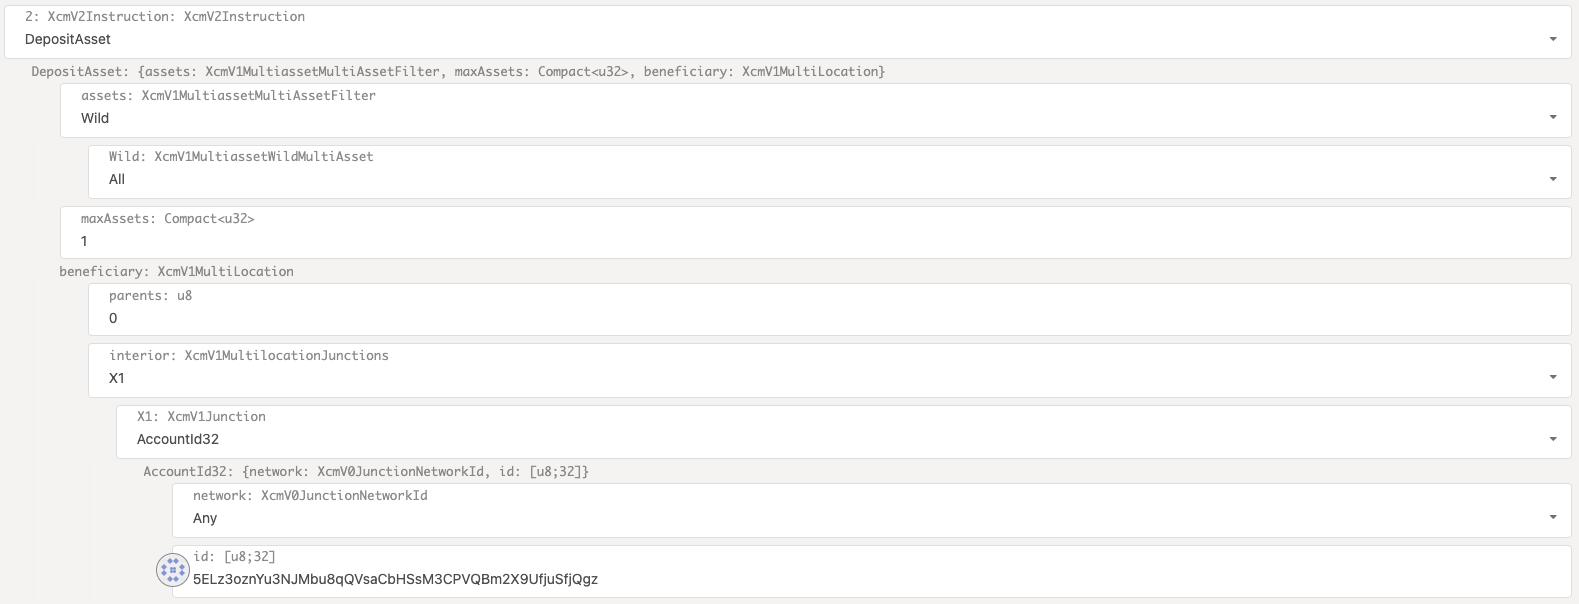 2: XcmV2Instruction: XcmV2Instruction
DepositAsset
DepositAsset: {assets: XcmV1MultiassetMultiAssetFilter, maxAssets: Compact<u32>, beneficiary: XcmV1MultiLocation}
assets: XcmV1MultiassetMultiAssetFilter
Wild
Wild: XcmV1MultiassetWildMultiAsset
All
maxAssets: Compact<u32>
1
beneficiary: XcmV1MultiLocation
parents: u8
0
interior: XcmV1MultilocationJunctions
X1
X1: XcmV1Junction
AccountId32
AccountId32: {network: XcmV0JunctionNetworkId, id: [u8;32]}
network: XcmV0JunctionNetworkId
Any
id: [u8;32]
5ELz3oznYu3NJMbu8qQVsaCbHSsM3CPVQBm2X9UfjuSfjQgz